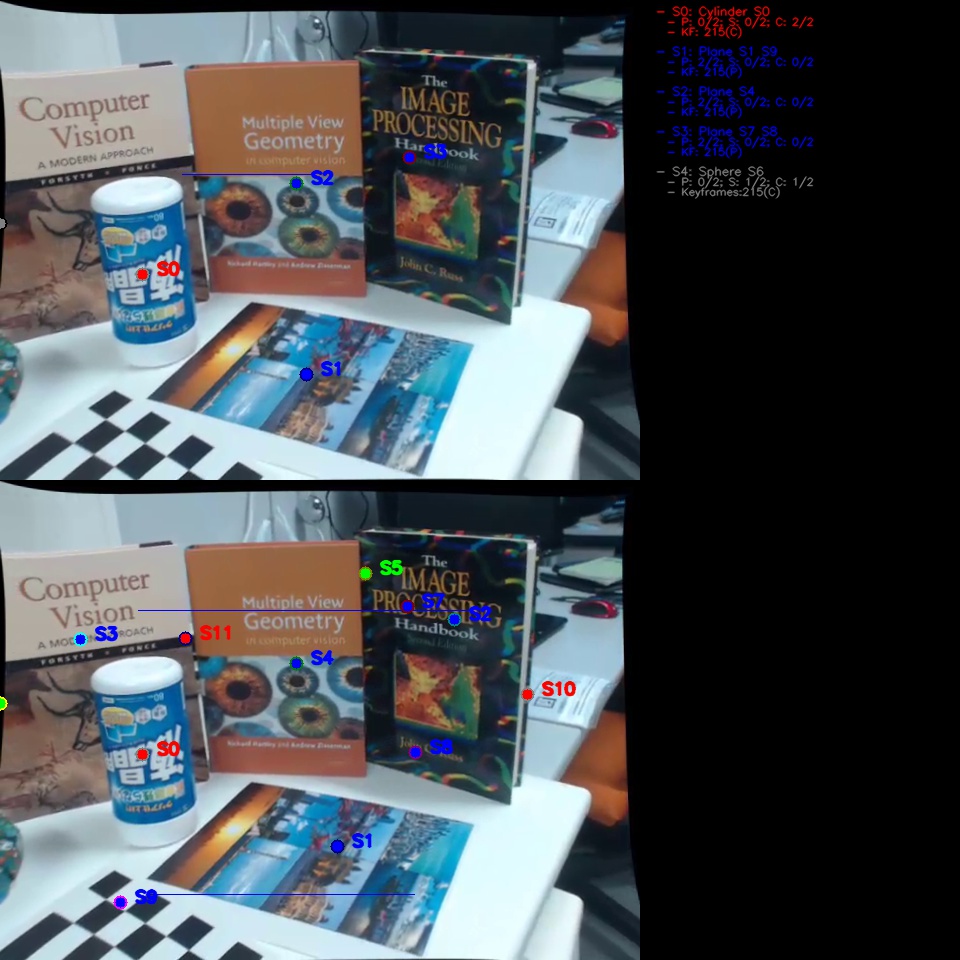 - S0: Cylinder S0
- P: 0/2; S: 0/2; C: 2/2
- KF: 215(C)
- S1: Plane S1 S9
- P: 2/2; S: 0/2; C: 0/2
- KF: 215(P)
- S2: Plane S4
- P: 2/2; S: 0/2; C: 0/2
- KF: 215(P)
- S3: Plane S7 S8
- P: 2/2; S: 0/2; C: 0/2
- KF: 215(P)
- S4: Sphere S6
- P: 0/2; S: 1/2; C: 1/2
- Keyframes:215(C)
Computer
Vision
A MODERN APPROACH
FORSYTH • PONCE
Multiple View
Geometry
in computer vision
Richard Hartley and Andrew Zisserman
The
IMAGE
PROCESSING
Handbook
John C. Russ
S0
S1
S2
S3
Computer
Vision
FORSYTH • PONCE
Multiple View
Geometry
in computer vision
Richard Hartley and Andrew Zisserman
The
IMAGE
PROCESSING
Handbook
Second Edition
S5
S7
S2
S3
S11
S4
S10
S0
S8
S1
S9